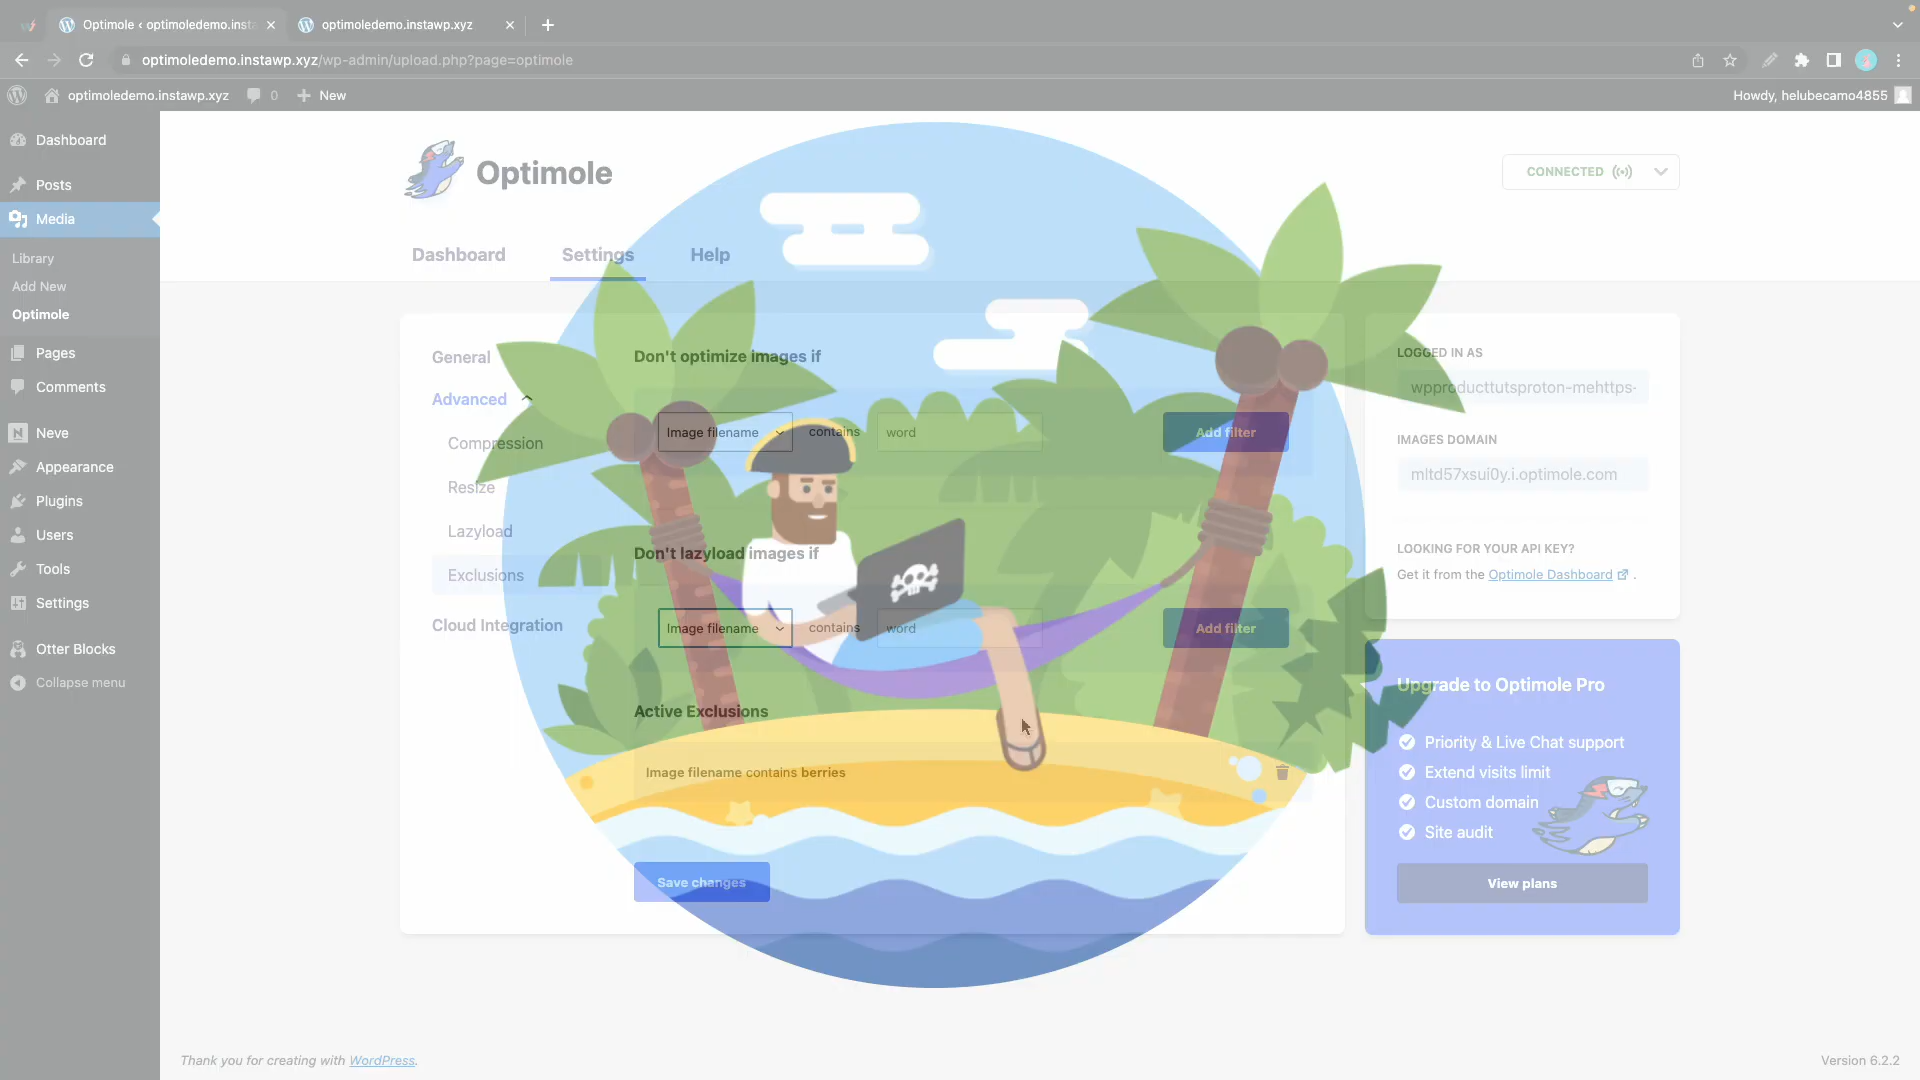 Optimole ‹ optimoledemo.inst
optimoledemo.instawp.xyz
optimoledemo.instawp.xyz/wp-admin/upload.php?page=optimole
optimoledemo.instawp.xyz
0
New
Howdy, helubecamo4855
Dashboard
Posts
Media
Library
Add New
Optimole
Pages
Comments
Neve
Appearance
Plugins
Users
Tools
Settings
Otter Blocks
Collapse menu
Optimole
CONNECTED
Dashboard
Settings
Help
General
Advanced
Compression
Resize
Lazyload
Exclusions
Cloud Integration
Don't optimize images if
Image filename
contains
word
Add filter
Don't lazyload images if
Image filename
contains
word
Add filter
Active Exclusions
Image filename contains berries
Save changes
LOGGED IN AS
wpproducttutsproton-mehttps-
IMAGES DOMAIN
mltd57xsui0y.i.optimole.com
LOOKING FOR YOUR API KEY?
Get it from the Optimole Dashboard .
Upgrade to Optimole Pro
Priority & Live Chat support
Extend visits limit
Custom domain
Site audit
View plans
Thank you for creating with WordPress.
Version 6.2.2